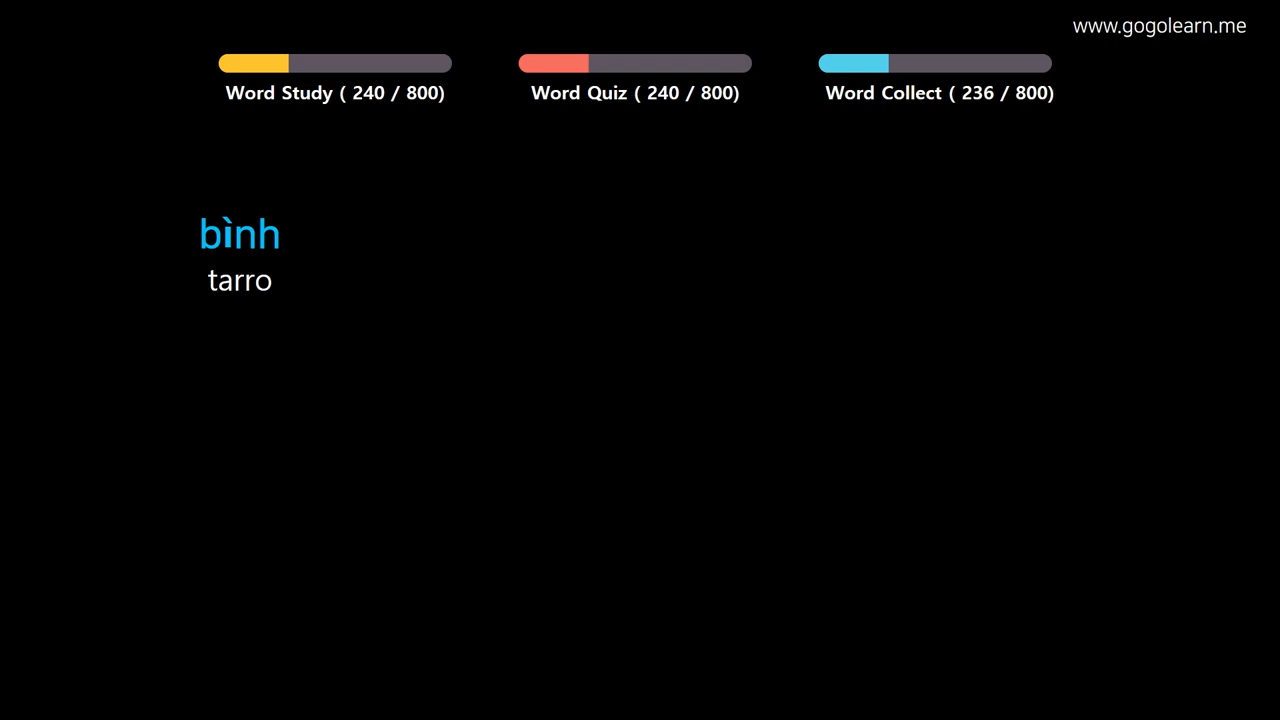 www.gogolearn.me
Word Study ( 240 / 800)
Word Quiz ( 240 / 800)
Word Collect ( 236 / 800)
bình
tarro